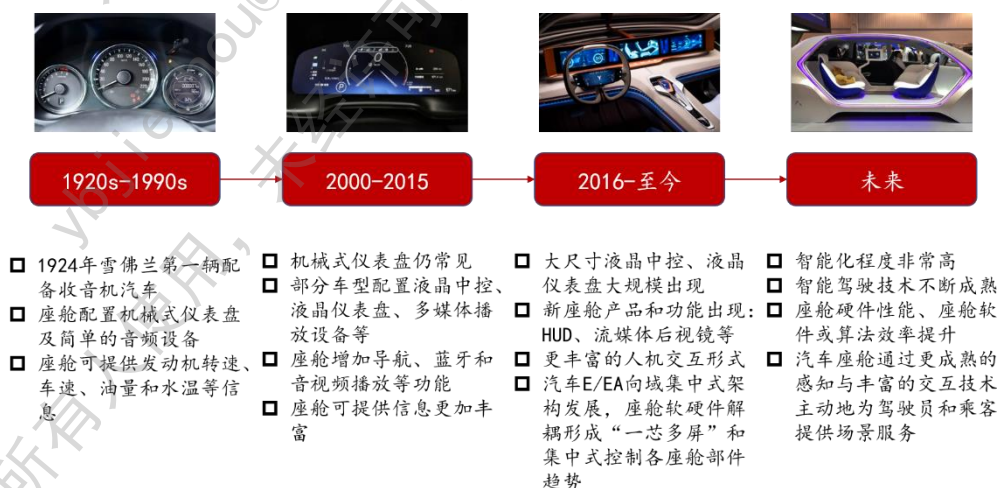 1920s-1990s
2000-2015
2016-至今
未来
1924年雪佛兰第一辆配
备收音机汽车
座舱配置机械式仪表盘
及简单的音频设备
座舱可提供发动机转速、
车速、油量和水温等信
息
机械式仪表盘仍常见
部分车型配置液晶中控、
液晶仪表盘、多媒体播
放设备等
座舱增加导航、蓝牙和
音视频播放等功能
座舱可提供信息更加丰
富
大尺寸液晶中控、液晶
仪表盘大规模出现
新座舱产品和功能出现：
HUD、流媒体后视镜等
更丰富的人机交互形式
汽车E/EA向域集中式架
构发展，座舱软硬件解
耦形成“一芯多屏”和
集中式控制各座舱部件
趋势
智能化程度非常高
智能驾驶技术不断成熟
座舱硬件性能、座舱软
件或算法效率提升
汽车座舱通过更成熟的
感知与丰富的交互技术
主动地为驾驶员和乘客
提供场景服务